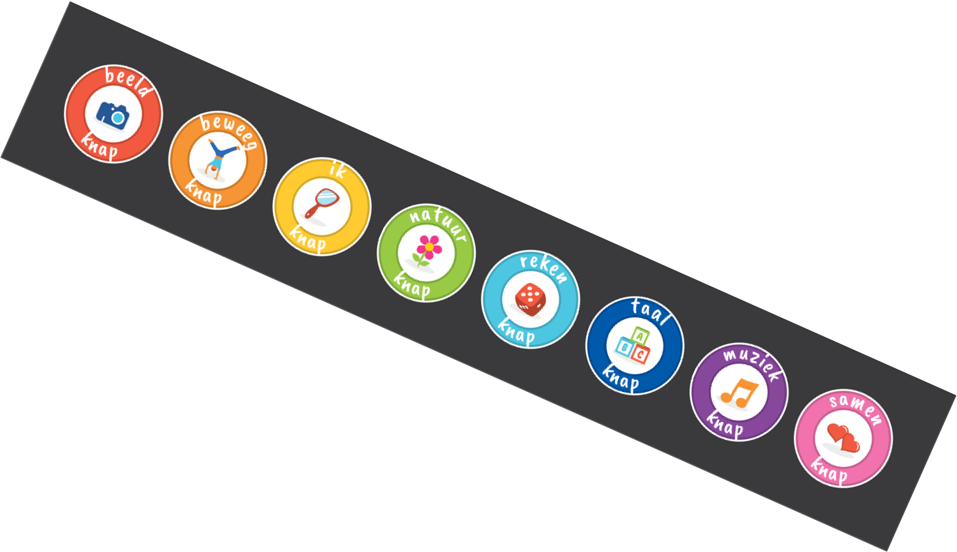 beeld
knap
beweeg
knap
ik
knap
natuur
knap
reken
knap
taal
knap
A
B C
muziek
knap
samen
knap